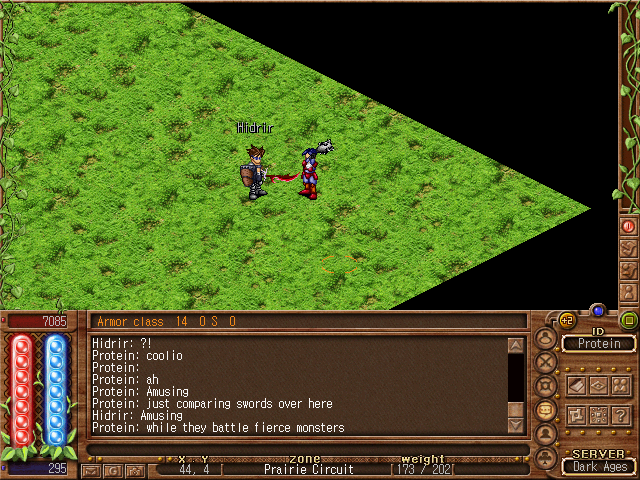 Hidrir
7085
Armor class 14 0 S 0
Hidrir: ?!
Protein: coolio
Protein:
Protein: ah
Protein: Amusing
Protein: just comparing swords over here
Hidrir: Amusing
Protein: while they battle fierce monsters
+2
ID
Protein
G
?
295
X Y zone weight
44, 4 [ Prairie Circuit [173 / 202[
SERVER
Dark Ages